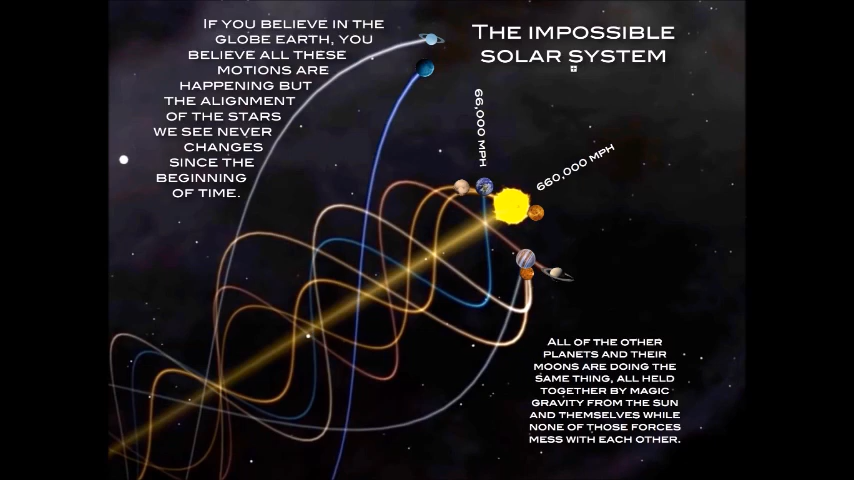 IF YOU BELIEVE IN THE
GLOBE EARTH, YOU
BELIEVE ALL THESE
MOTIONS ARE
HAPPENING BUT
THE ALIGNMENT
OF THE STARS
WE SEE NEVER
CHANGES
SINCE THE
BEGINNING
OF TIME.
THE IMPOSSIBLE
SOLAR SYSTEM
66,000 MPH
660,000 MPH
ALL OF THE OTHER
PLANETS AND THEIR
MOONS ARE DOING THE
SAME THING, ALL HELD
TOGETHER BY MAGIC
GRAVITY FROM THE SUN
AND THEMSELVES WHILE
NONE OF THOSE FORCES
MESS WITH EACH OTHER.